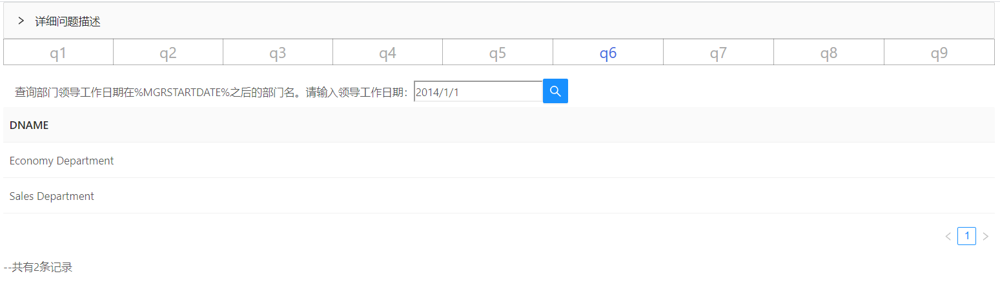 详细问题描述
q1 q2 q3 q4 q5 q6 q7 q8 q9
查询部门领导工作日期在%MGRSTARTDATE%之后的部门名。请输入领导工作日期： 2014/1/1
DNAME
Economy Department
Sales Department
1
--共有2条记录